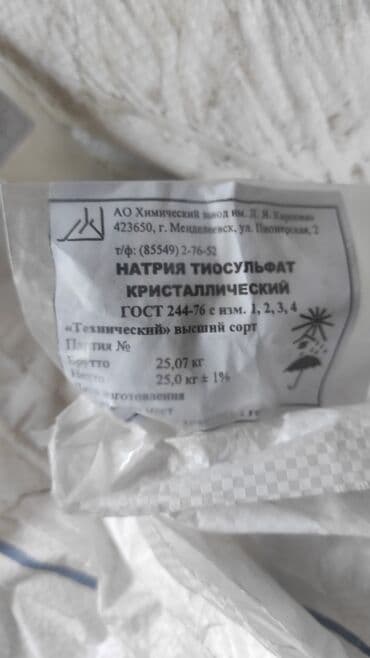 АО Химический завод им. Л. Я. Карпова
423650, г. Менделеевск, ул. Пионерская, 2
т/ф: (85549) 2-76-52
НАТРИЯ ТИОСУЛЬФАТ
КРИСТАЛЛИЧЕСКИЙ
ГОСТ 244-76 с изм. 1, 2, 3, 4
«Технический» высший сорт
Партия №
Брутто 25,07 кг
Нетто 25,0 кг ± 1%
Дата изготовления